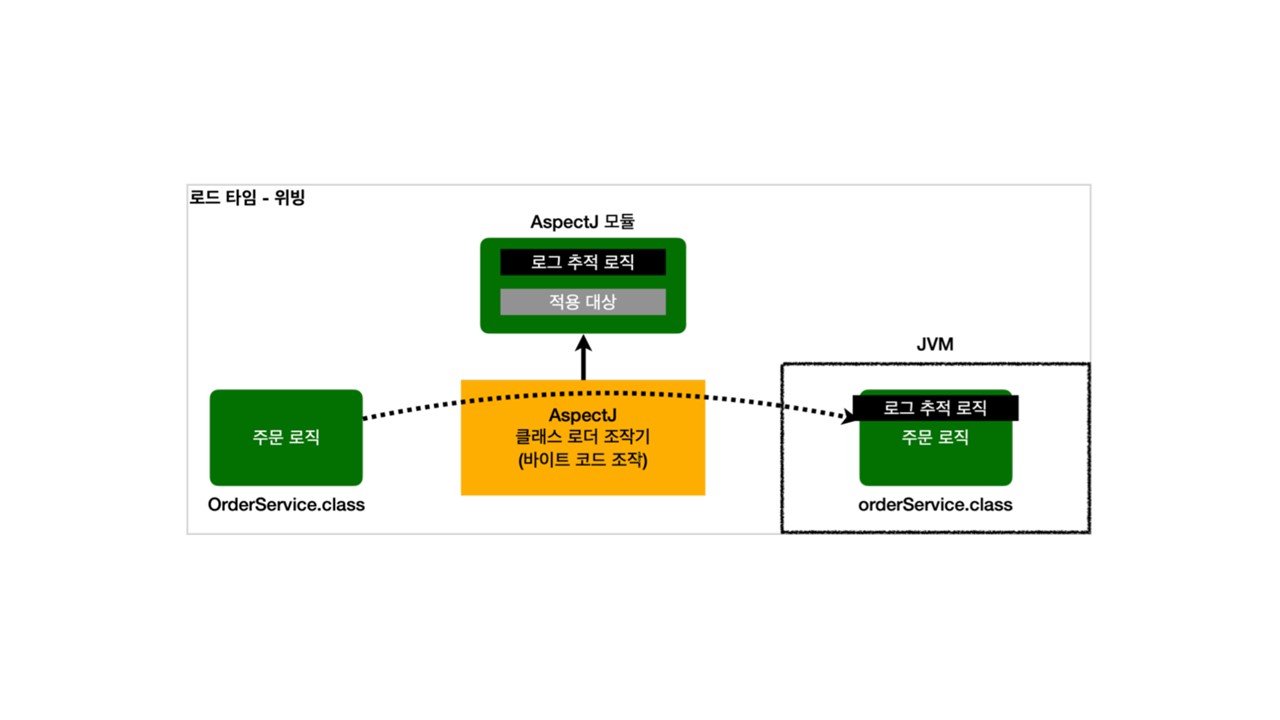 로드 타임 - 위빙
AspectJ 모듈
로그 추적 로직
적용 대상
JVM
주문 로직
AspectJ
클래스 로더 조작기
(바이트 코드 조작)
로그 추적 로직
주문 로직
OrderService.class
orderService.class